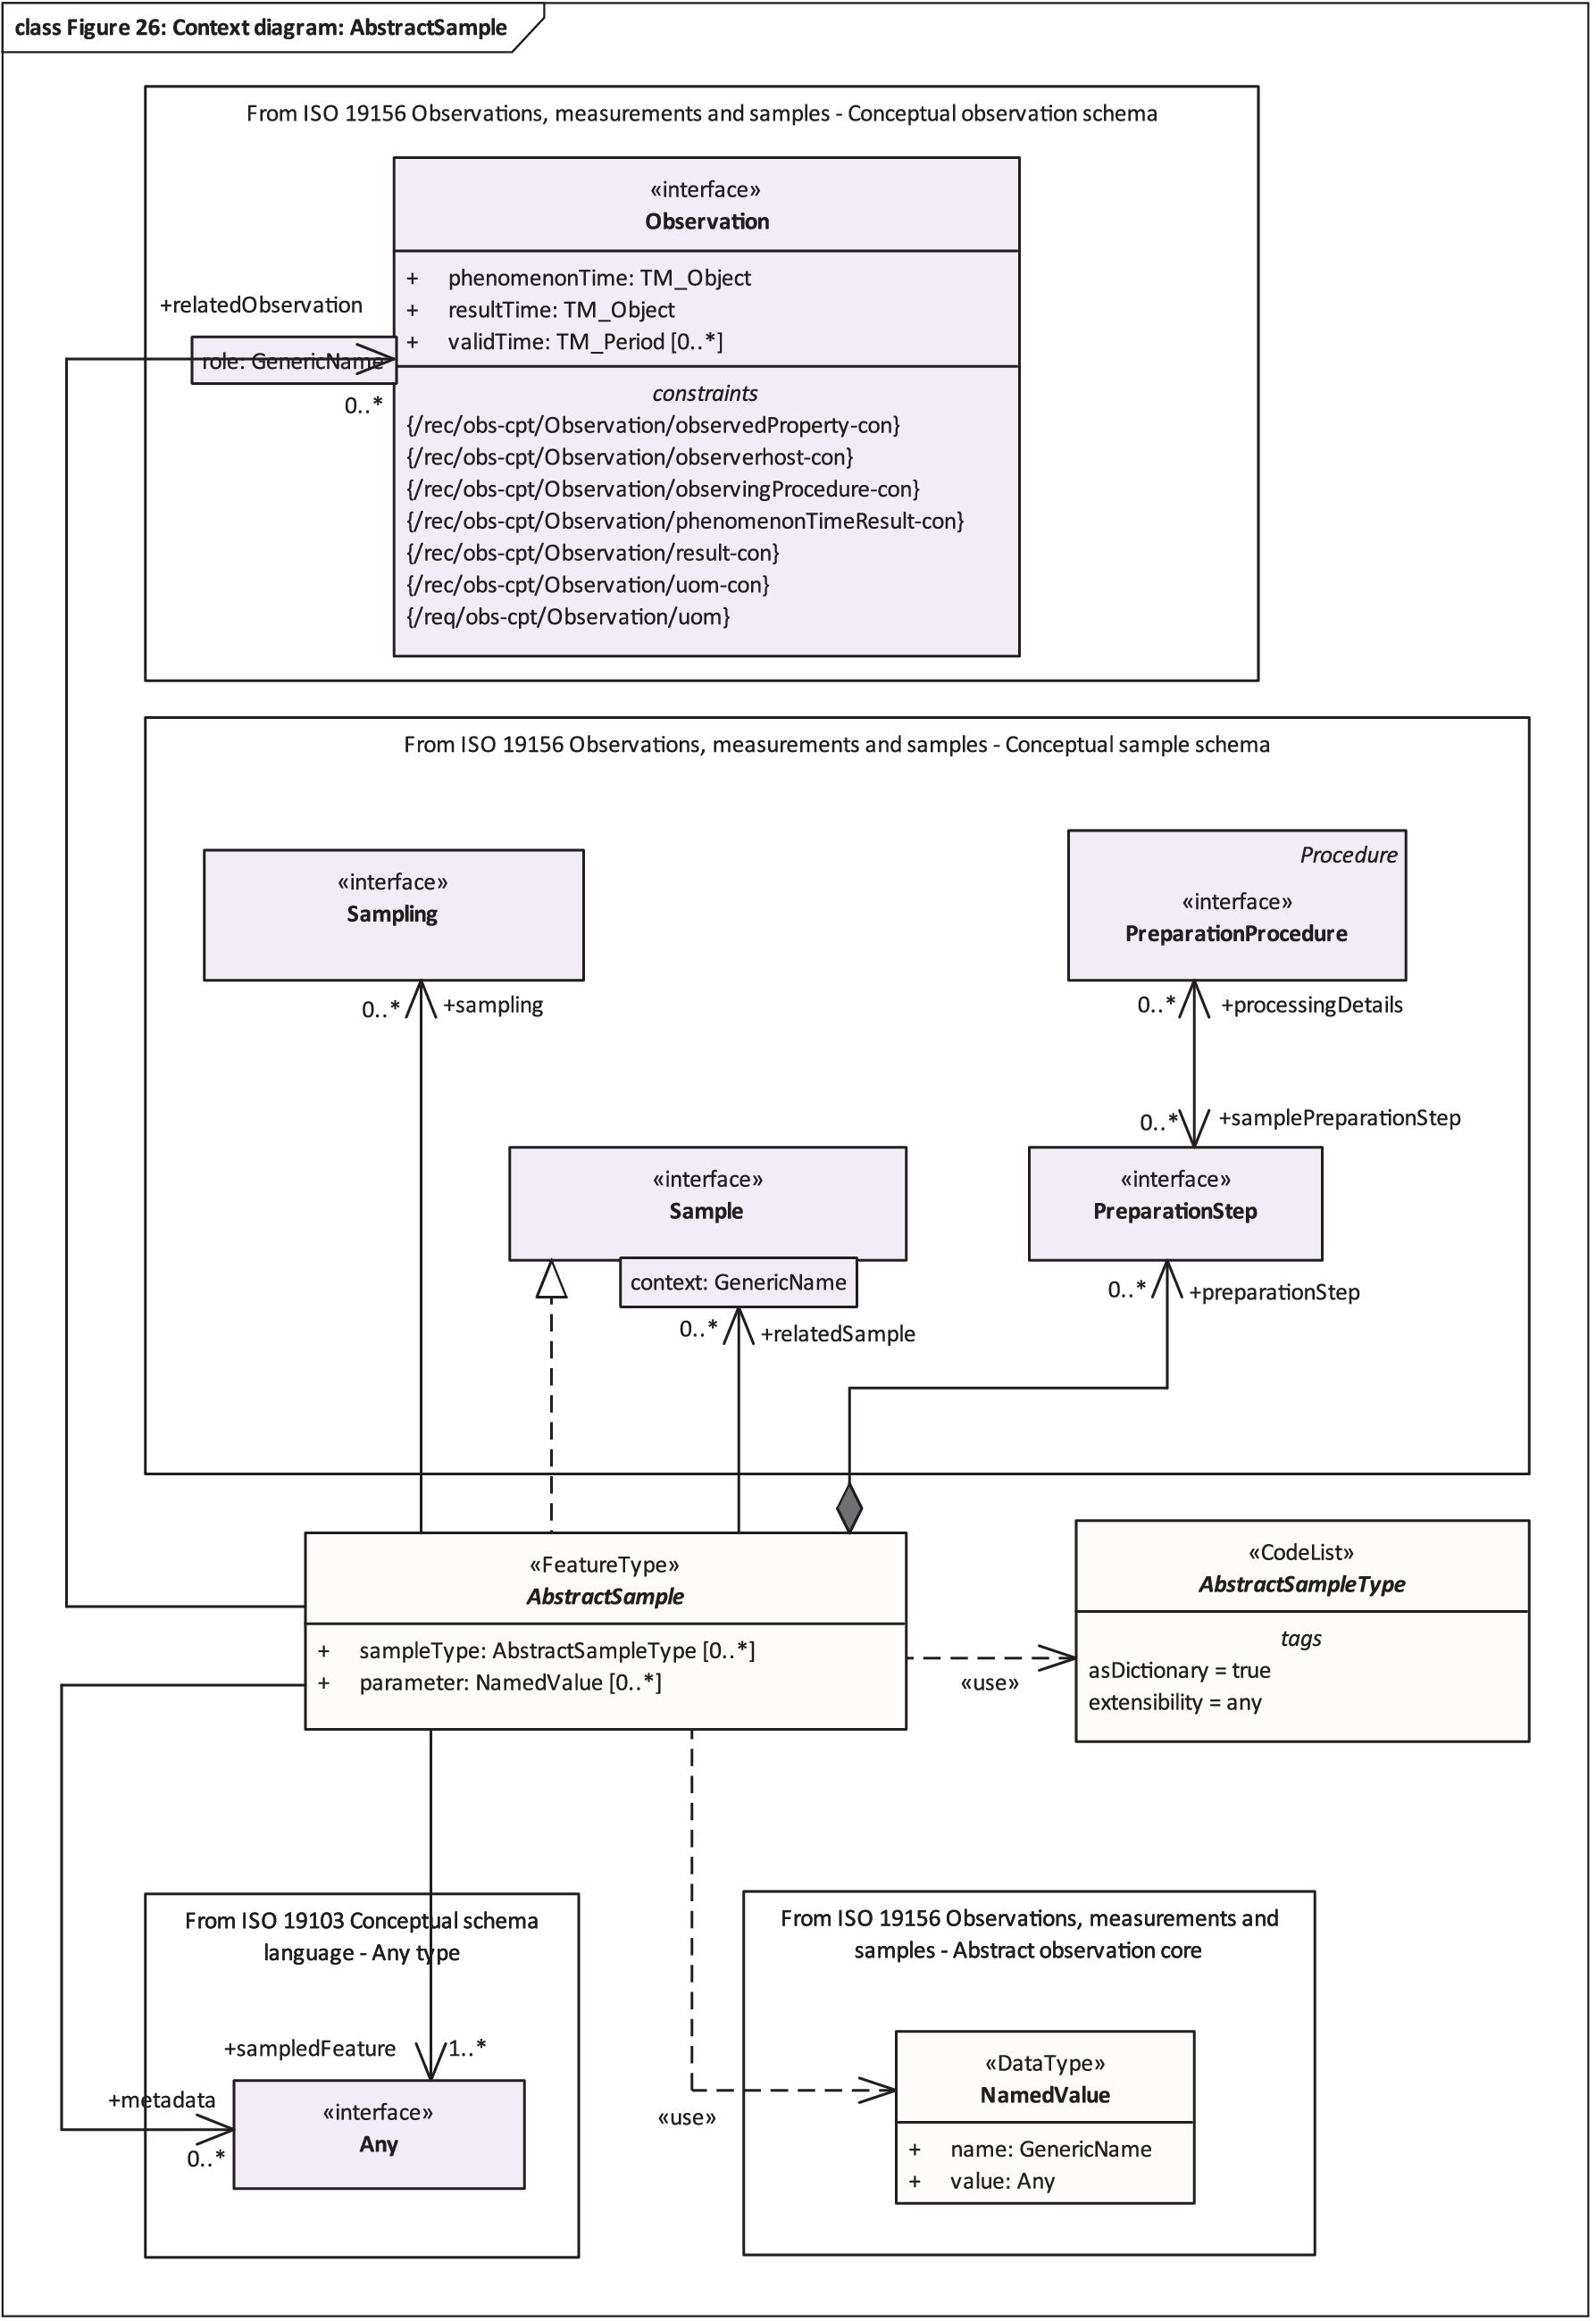 class Figure 26: Context diagram: AbstractSample
From ISO 19156 Observations, measurements and samples - Conceptual observation schema
«interface»
Observation
+ phenomenonTime: TM_Object
+ resultTime: TM_Object
+ validTime: TM_Period [0..*]
+relatedObservation
role: GenericName
0..*
constraints
{/rec/obs-cpt/Observation/observedProperty-con}
{/rec/obs-cpt/Observation/observerhost-con}
{/rec/obs-cpt/Observation/observingProcedure-con}
{/rec/obs-cpt/Observation/phenomenonTimeResult-con}
{/rec/obs-cpt/Observation/result-con}
{/rec/obs-cpt/Observation/uom-con}
{/req/obs-cpt/Observation/uom}
From ISO 19156 Observations, measurements and samples - Conceptual sample schema
«interface»
Sampling
0..* +sampling
Procedure
«interface»
PreparationProcedure
0..* +processingDetails
0..* +samplePreparationStep
«interface»
Sample
context: GenericName
0..* +relatedSample
«interface»
PreparationStep
0..* +preparationStep
«FeatureType»
AbstractSample
+ sampleType: AbstractSampleType [0..*]
+ parameter: NamedValue [0..*]
«use»
«CodeList»
AbstractSampleType
tags
asDictionary = true
extensibility = any
From ISO 19103 Conceptual schema
language - Any type
+sampledFeature 1..*
+metadata
0..*
«interface»
Any
«use»
From ISO 19156 Observations, measurements and
samples - Abstract observation core
«DataType»
NamedValue
+ name: GenericName
+ value: Any